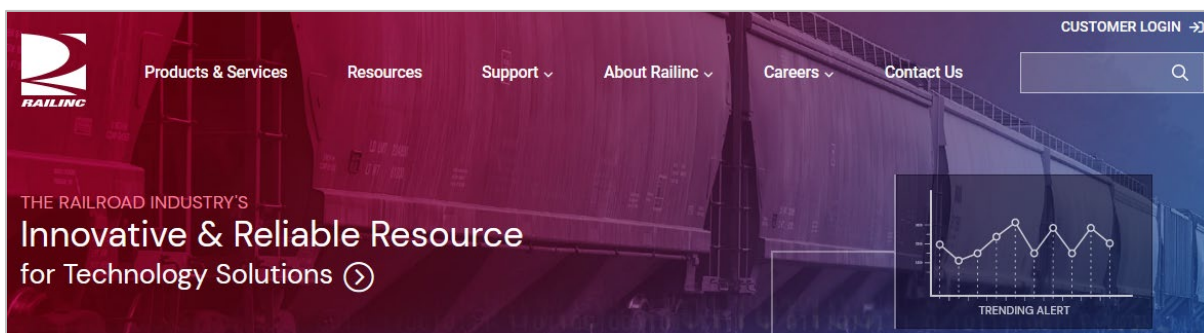 CUSTOMER LOGIN
RAILINC
Products & Services
Resources
Support
About Railinc
Careers
Contact Us
THE RAILROAD INDUSTRY'S
Innovative & Reliable Resource
for Technology Solutions
TRENDING ALERT